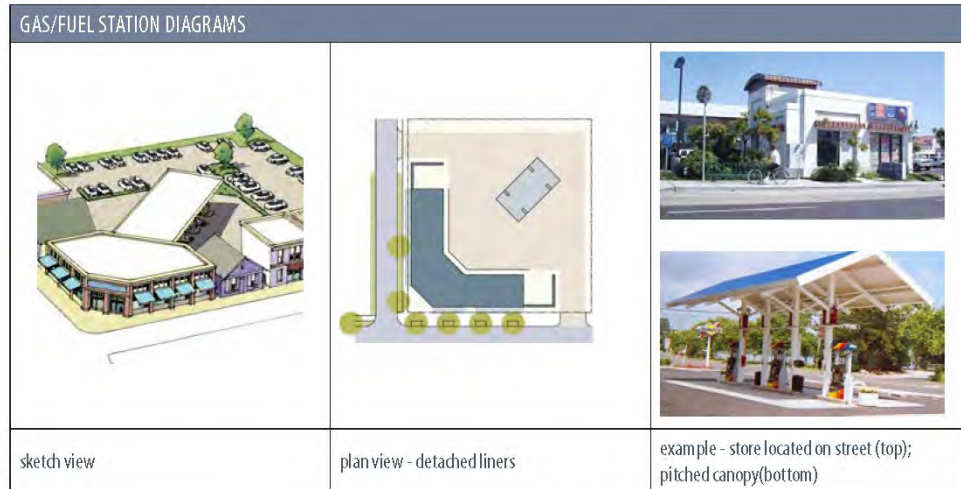 GAS/FUEL STATION DIAGRAMS
sketch view
plan view - detached liners
example - store located on street (top);
pitched canopy(bottom)